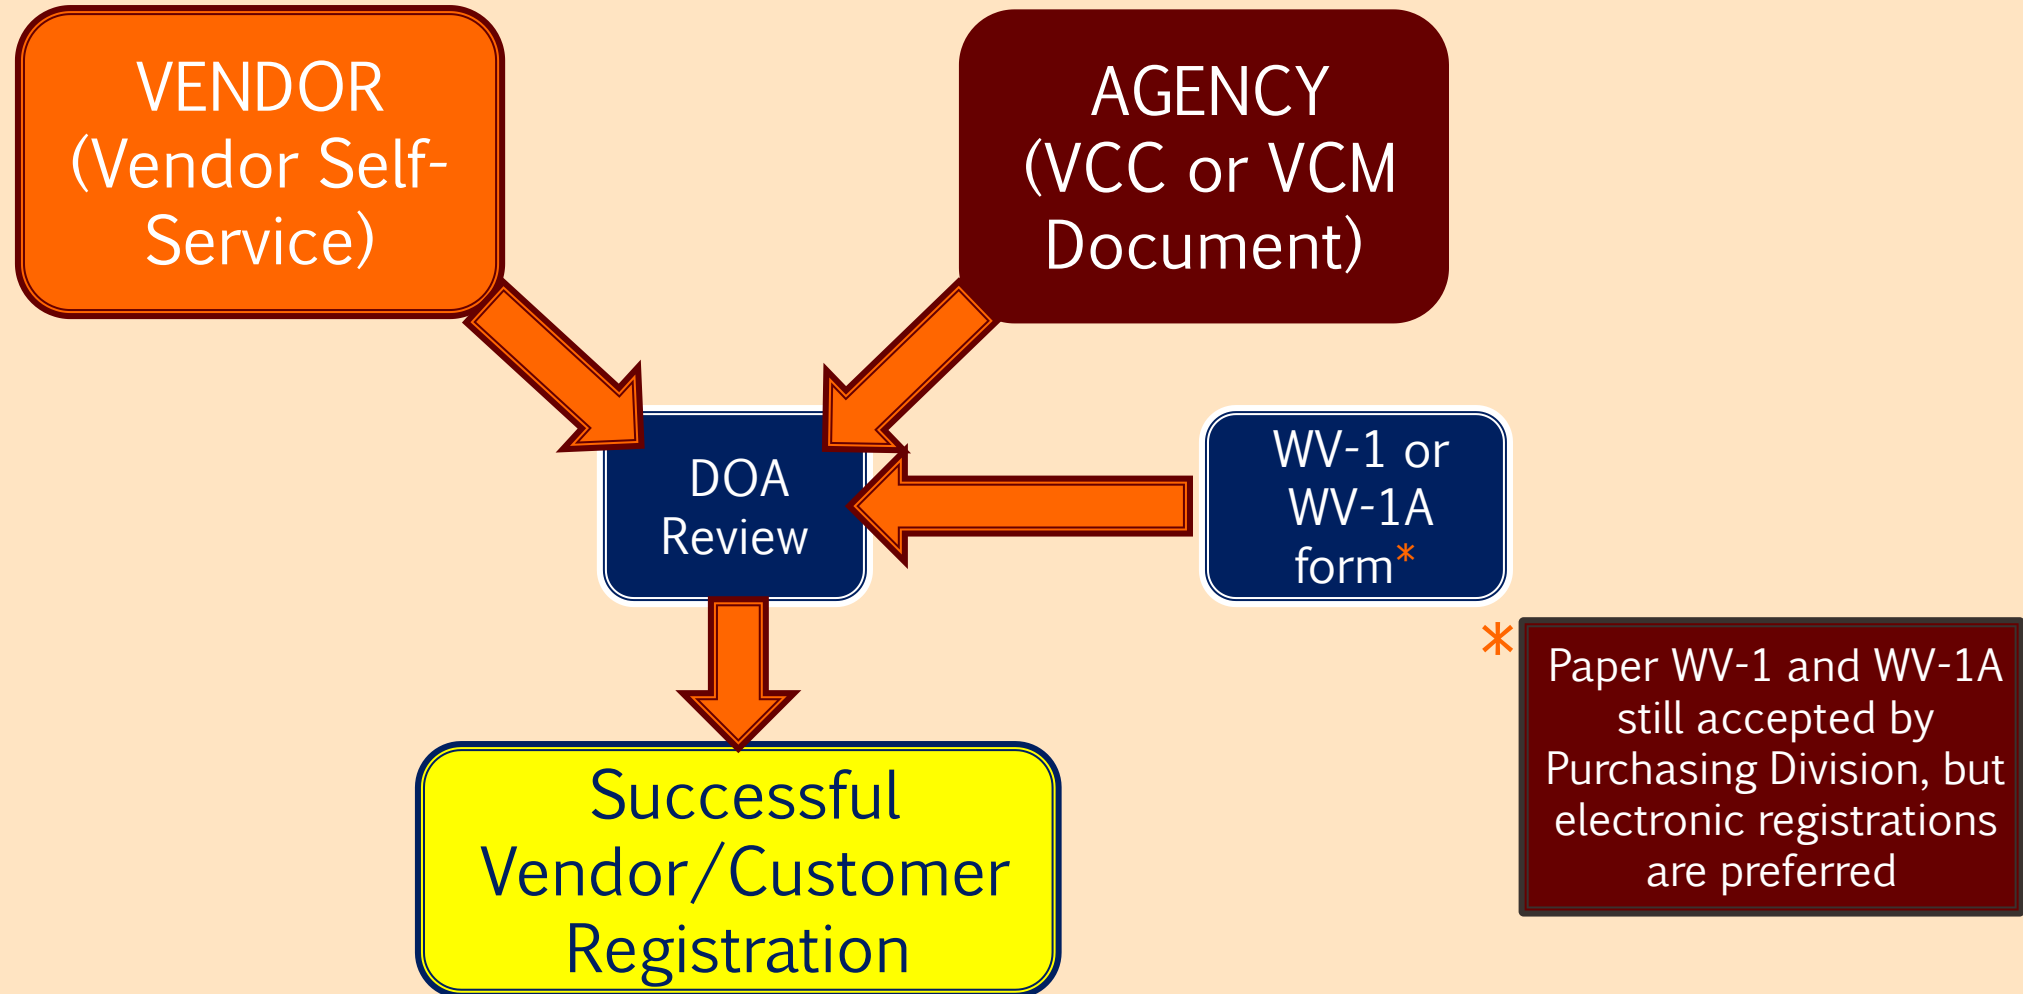 VENDOR
(Vendor Self-
Service)
AGENCY
(VCC or VCM
Document)
DOA
Review
WV-1 or
WV-1A
form*
*
Paper WV-1 and WV-1A
still accepted by
Purchasing Division, but
electronic registrations
are preferred
Successful
Vendor/Customer
Registration